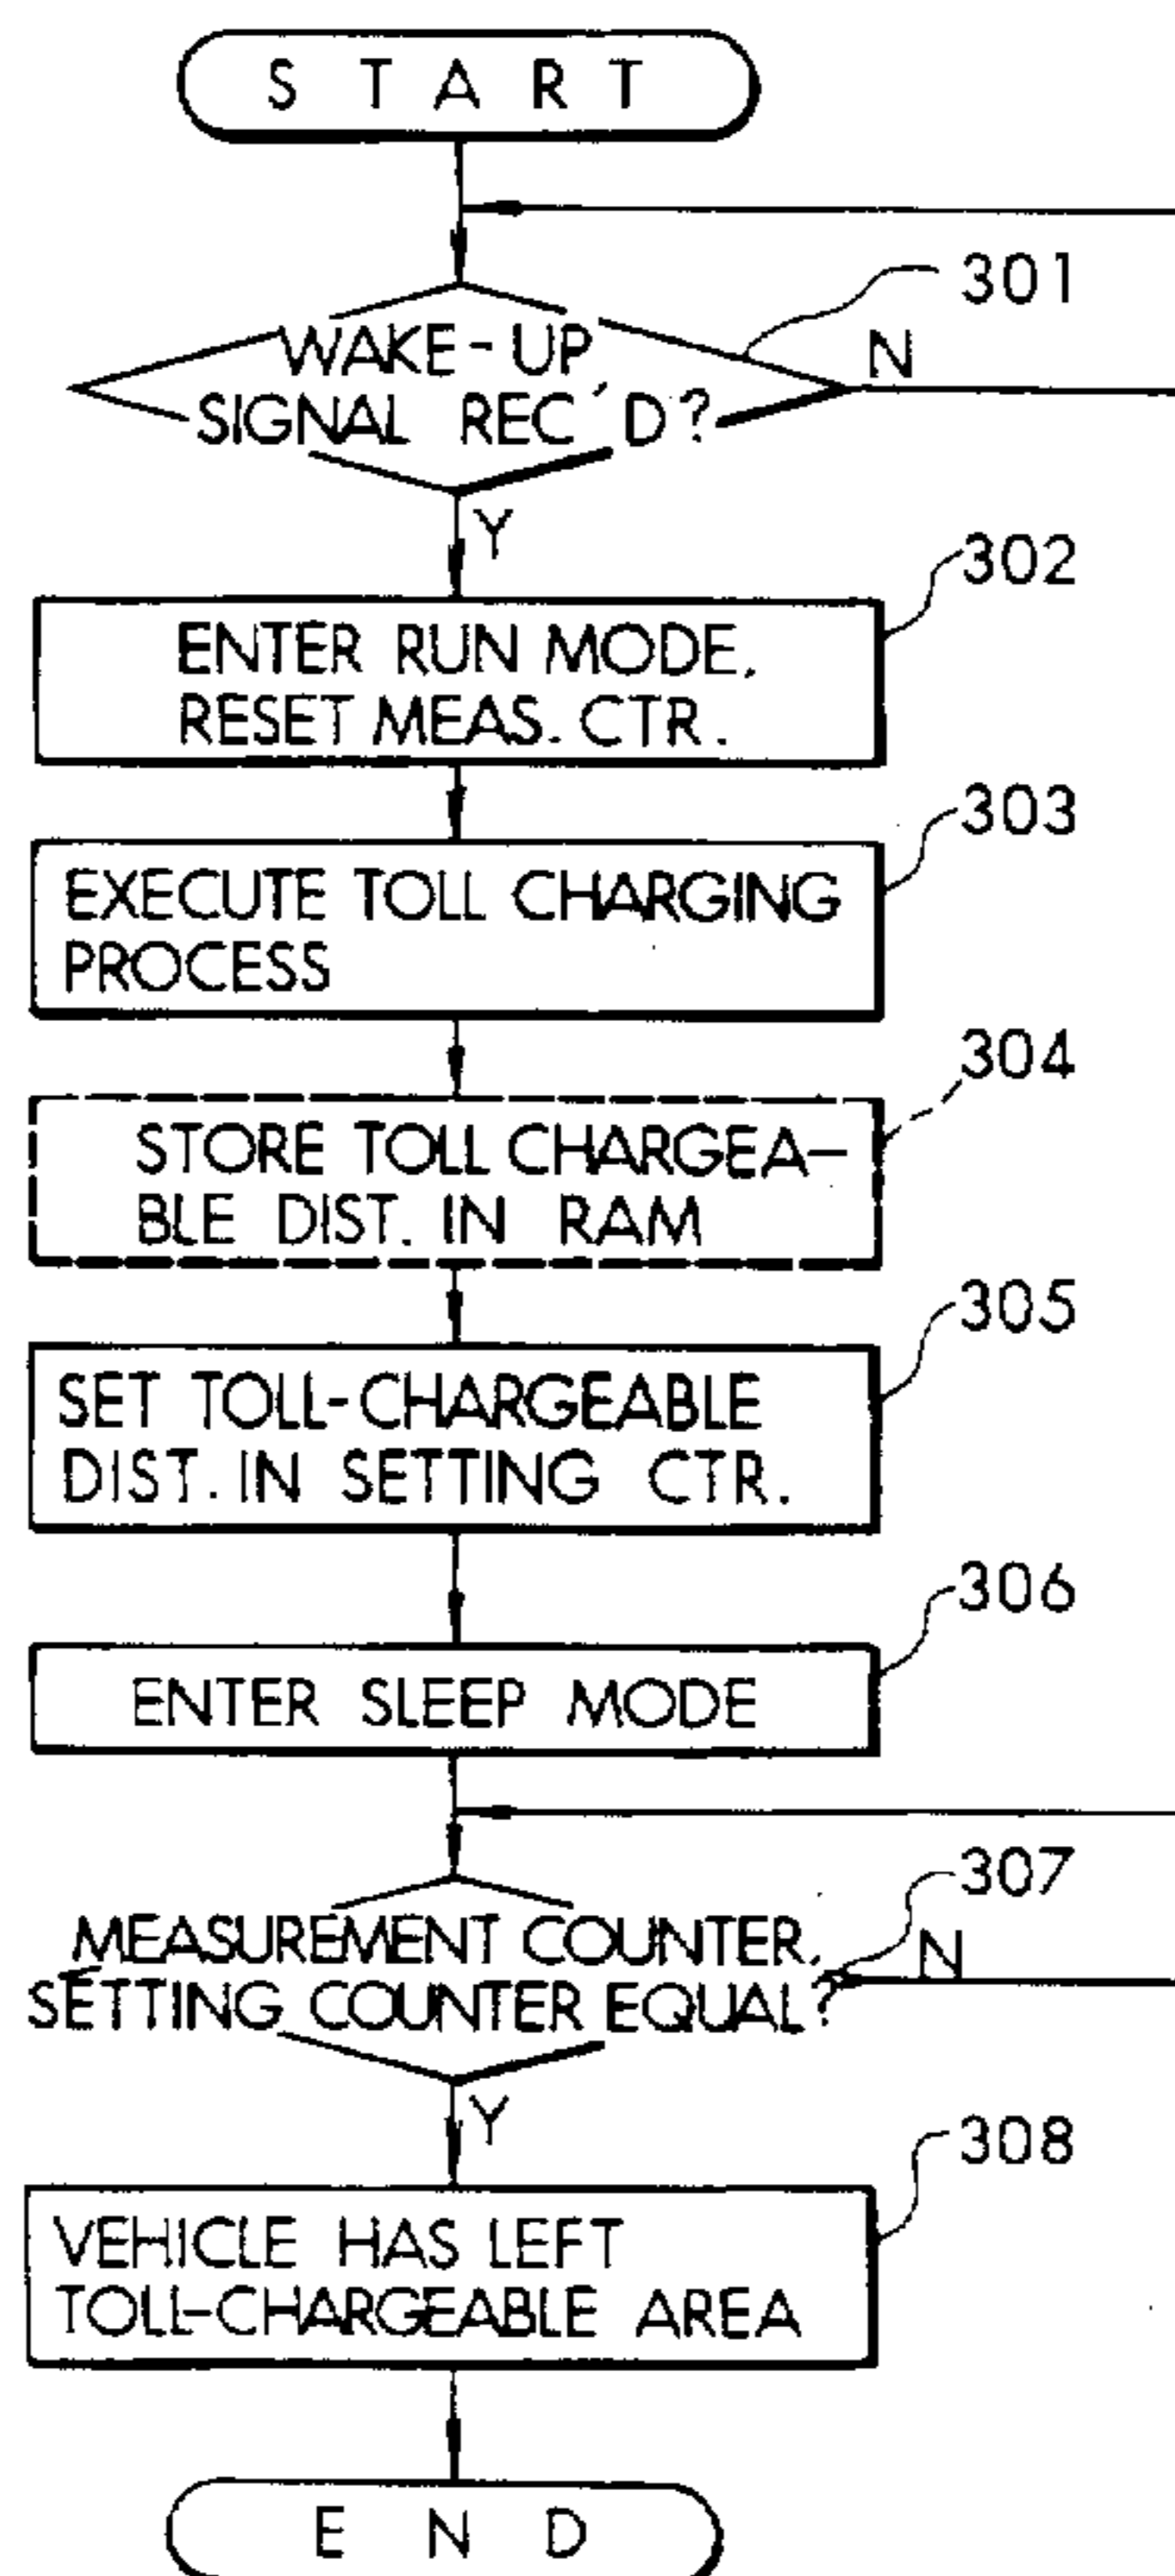 START
301
WAKE-UP
SIGNAL REC'D?
N
Y
302
ENTER RUN MODE.
RESET MEAS. CTR.
303
EXECUTE TOLL CHARGING
PROCESS
304
STORE TOLL CHARGEA-
BLE DIST. IN RAM
305
SET TOLL-CHARGEABLE
DIST. IN SETTING CTR.
306
ENTER SLEEP MODE
307
MEASUREMENT COUNTER,
SETTING COUNTER EQUAL?
N
Y
308
VEHICLE HAS LEFT
TOLL-CHARGEABLE AREA
END